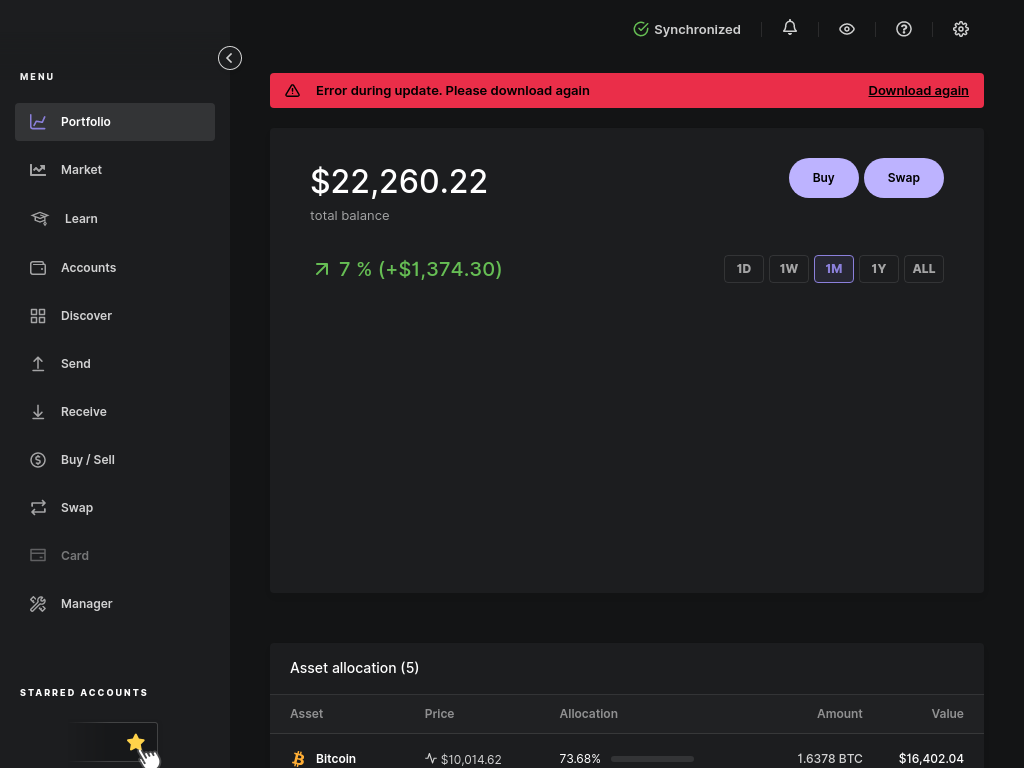 Synchronized
MENU
Error during update. Please download again
Download again
Portfolio
Market
Learn
Accounts
Discover
Send
Receive
Buy / Sell
Swap
Card
Manager
STARRED ACCOUNTS
$22,260.22
total balance
Buy
Swap
7 % (+$1,374.30)
1D
1W
1M
1Y
ALL
Asset allocation (5)
Asset Price Allocation Amount Value
Bitcoin $10,014.62 73.68% 1.6378 BTC $16,402.04